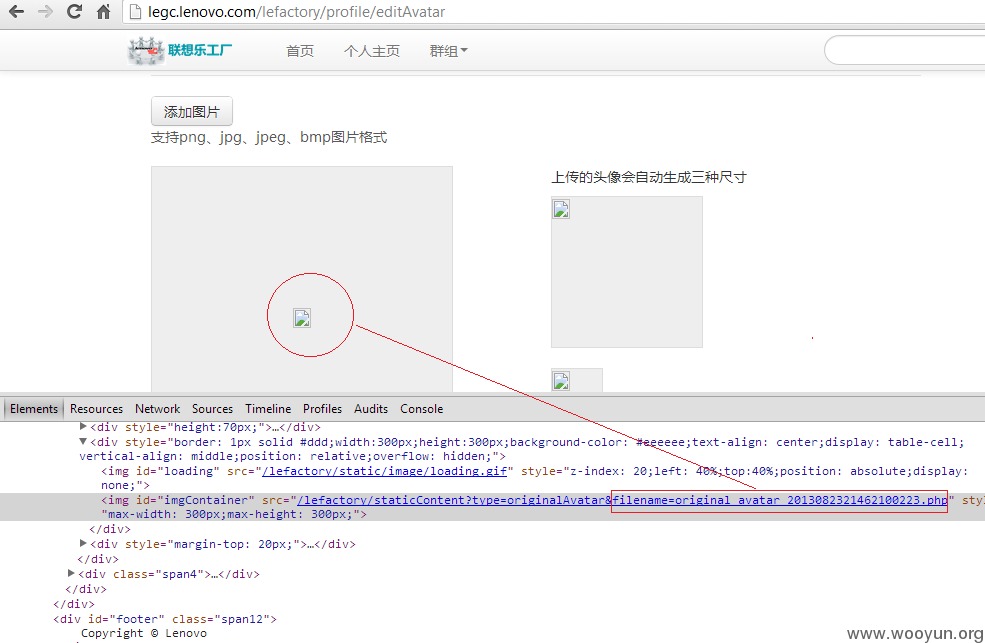 legc.lenovo.com/lefactory/profile/editAvatar
联想乐工厂 首页 个人主页 群组
添加图片
支持png、jpg、jpeg、bmp图片格式
上传的头像会自动生成三种尺寸
Elements Resources Network Sources Timeline Profiles Audits Console
<div style="height:70px;">…</div>
<div style="border: 1px solid #ddd;width:300px;height:300px;background-color: #eeeeee;text-align: center;display: table-cell;
vertical-align: middle;position: relative;overflow: hidden;">
<img id="loading" src="/lefactory/static/image/loading.gif" style="z-index: 20;left: 40%;top:40%;position: absolute;display:
none;">
<img id="imgContainer" src="/lefactory/staticContent?type=originalAvatar&filename=original_avatar_2013082321462100223.php" styl
"max-width: 300px;max-height: 300px;">
</div>
<div style="margin-top: 20px;">…</div>
</div>
<div class="span4">…</div>
</div>
</div>
<div id="footer" class="span12">
Copyright © Lenovo
www.wooyun.org